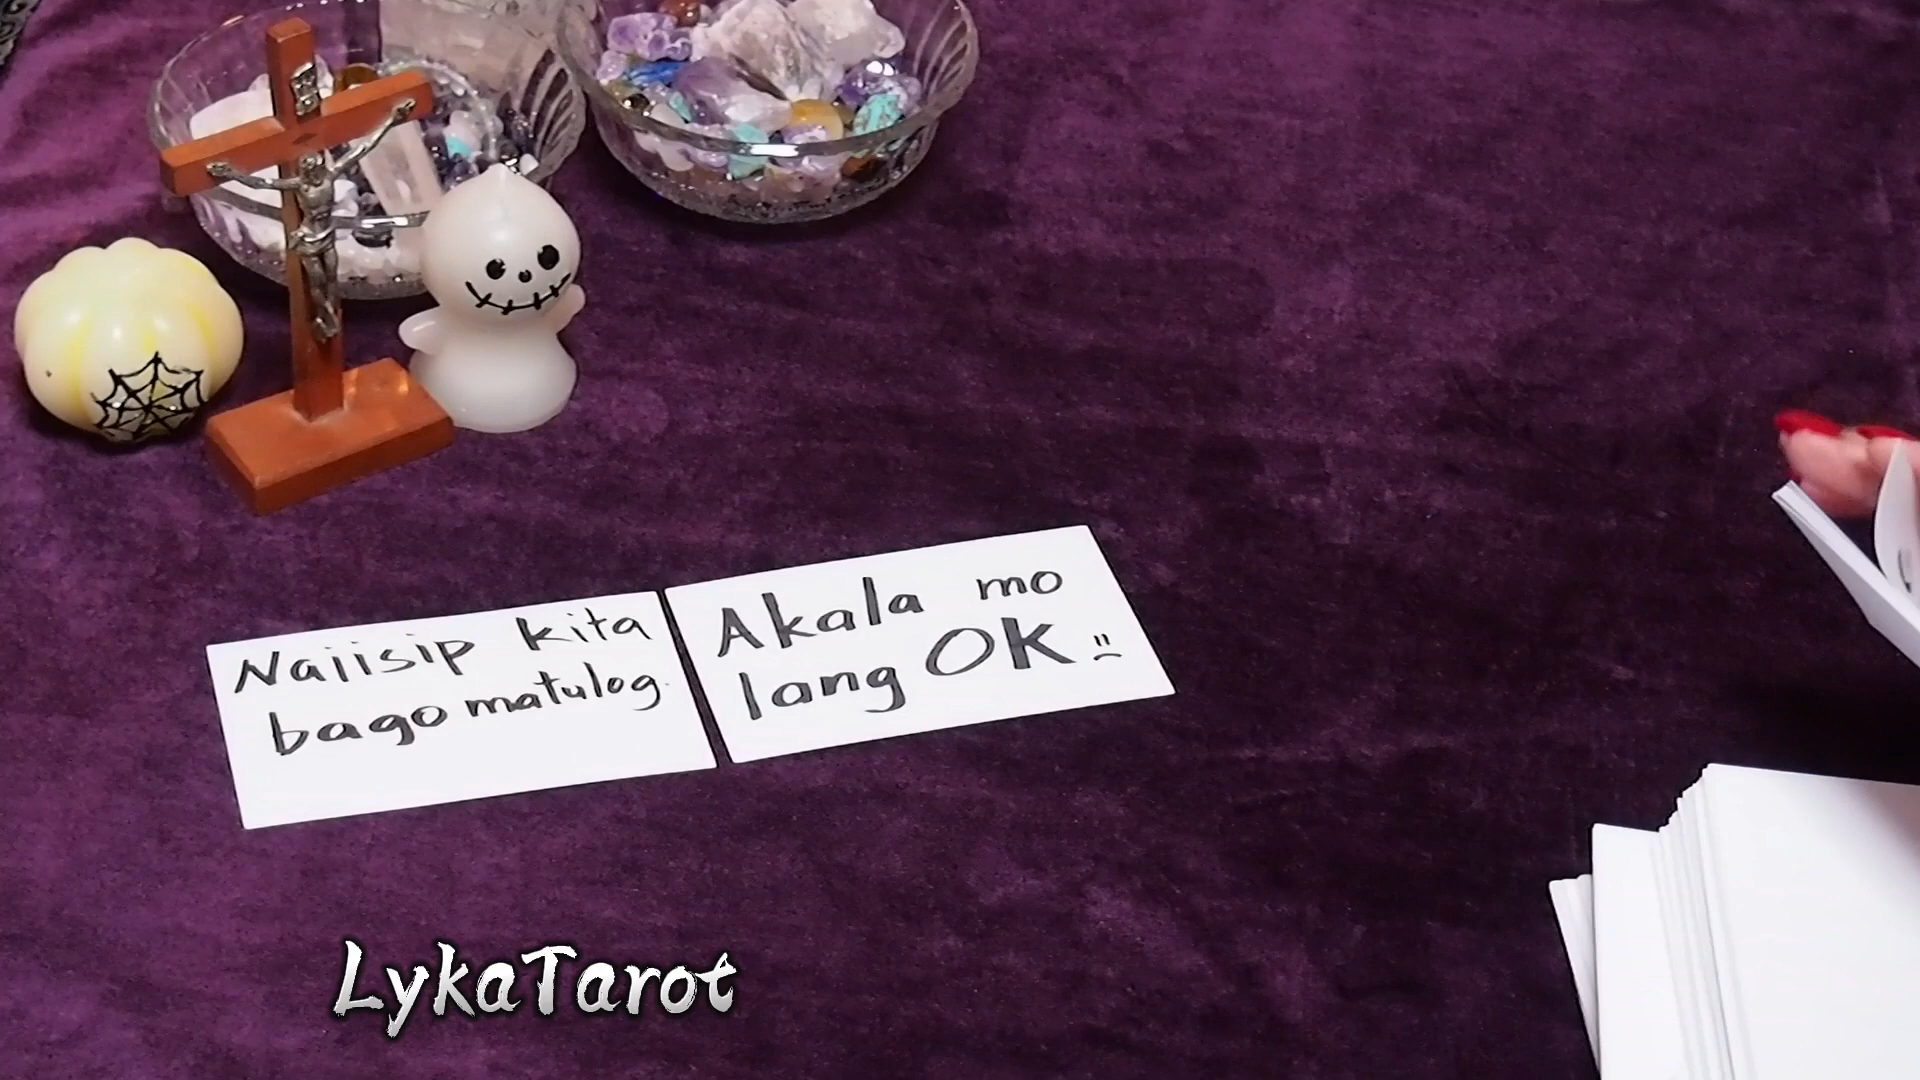 Naiisip kita
bago matulog.
Akala mo
lang OK :(
LykaTarot